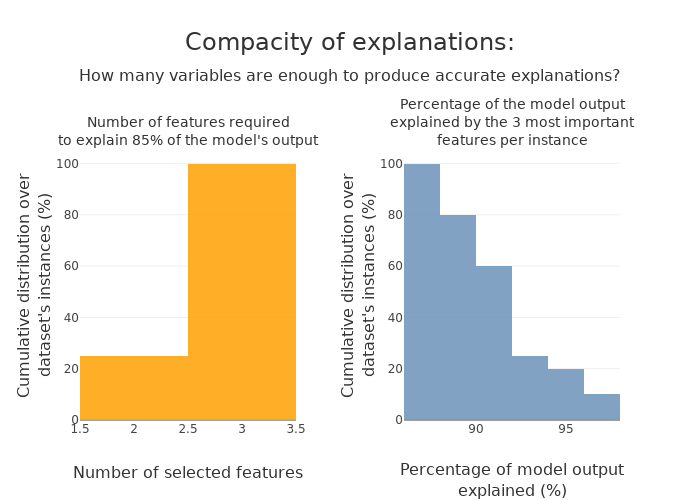 Compacity of explanations:
How many variables are enough to produce accurate explanations?
Number of features required
to explain 85% of the model's output
Cumulative distribution over
dataset's instances (%)
100
80
60
40
20
0
1.5
2
2.5
3
3.5
Number of selected features
Percentage of the model output
explained by the 3 most important
features per instance
Cumulative distribution over
dataset's instances (%)
100
80
60
40
20
0
90
95
Percentage of model output
explained (%)